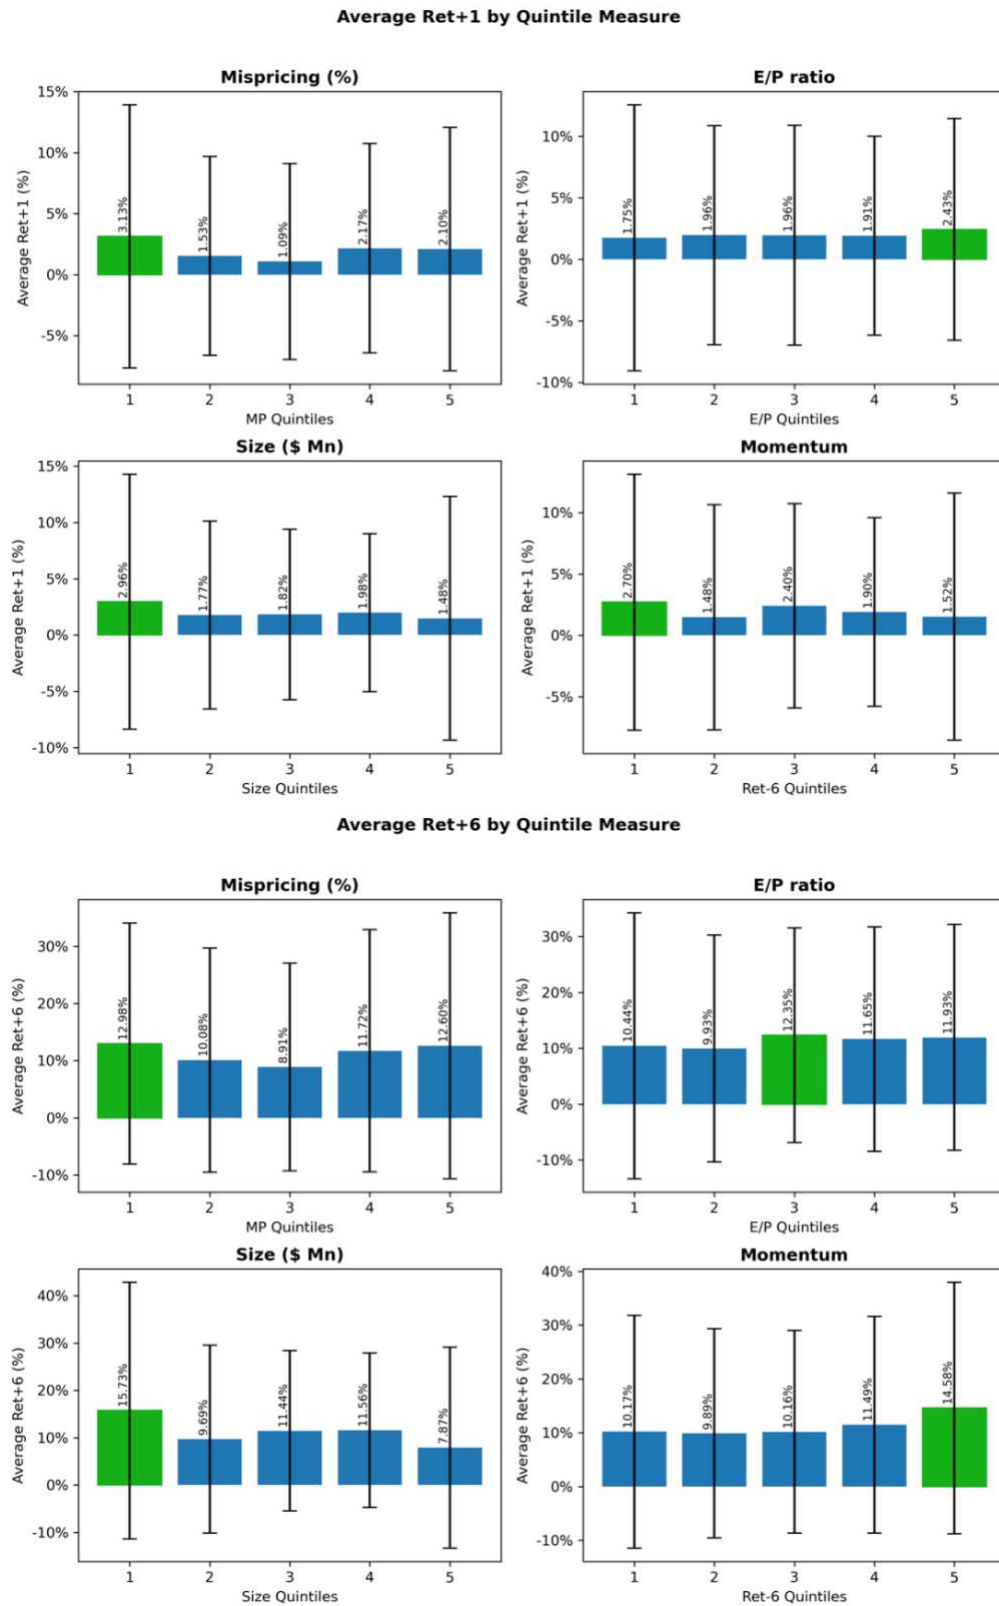 Average Ret+1 by Quintile Measure
Mispricing (%)
Average Ret+1 (%)
15%
10%
5%
0%
-5%
3.13%
1.53%
1.09%
2.17%
2.10%
1 2 3 4 5
MP Quintiles
E/P ratio
Average Ret+1 (%)
10%
5%
0%
-5%
-10%
1.75%
1.96%
1.96%
1.91%
2.43%
1 2 3 4 5
E/P Quintiles
Size ($ Mn)
Average Ret+1 (%)
15%
10%
5%
0%
-5%
-10%
2.96%
1.77%
1.82%
1.98%
1.48%
1 2 3 4 5
Size Quintiles
Momentum
Average Ret+1 (%)
10%
5%
0%
-5%
2.70%
1.48%
2.40%
1.90%
1.52%
1 2 3 4 5
Ret-6 Quintiles
Average Ret+6 by Quintile Measure
Mispricing (%)
Average Ret+6 (%)
30%
20%
10%
0%
-10%
12.98%
10.08%
8.91%
11.72%
12.60%
1 2 3 4 5
MP Quintiles
E/P ratio
Average Ret+6 (%)
30%
20%
10%
0%
-10%
10.44%
9.93%
12.35%
11.65%
11.93%
1 2 3 4 5
E/P Quintiles
Size ($ Mn)
Average Ret+6 (%)
40%
30%
20%
10%
0%
-10%
15.73%
9.69%
11.44%
11.56%
7.87%
1 2 3 4 5
Size Quintiles
Momentum
Average Ret+6 (%)
40%
30%
20%
10%
0%
-10%
10.17%
9.89%
10.16%
11.49%
14.58%
1 2 3 4 5
Ret-6 Quintiles